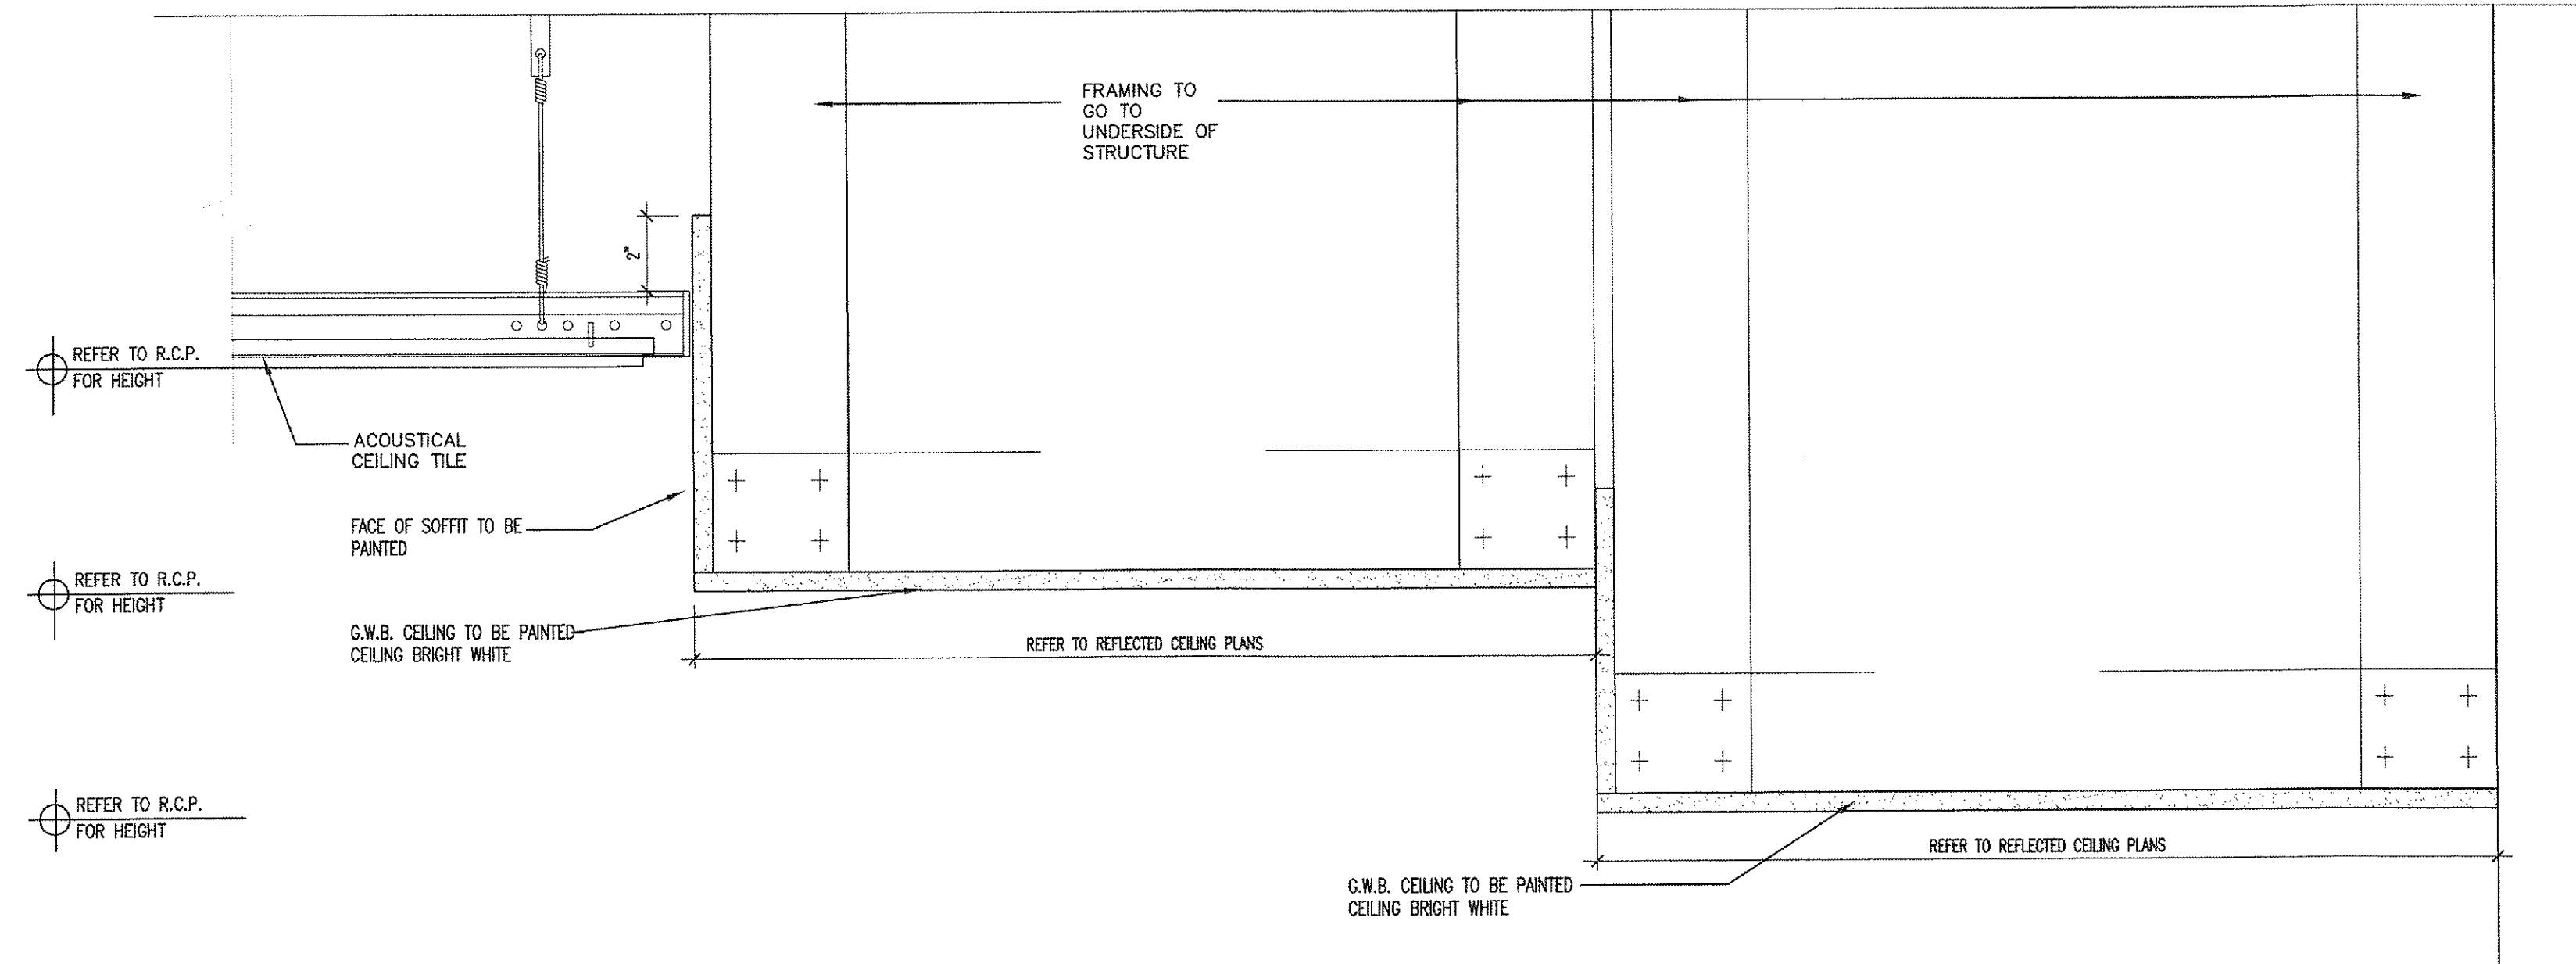 FRAMING TO
GO TO
UNDERSIDE OF
STRUCTURE
2"
REFER TO R.C.P.
FOR HEIGHT
ACOUSTICAL
CEILING TILE
FACE OF SOFFIT TO BE
PAINTED
REFER TO R.C.P.
FOR HEIGHT
G.W.B. CEILING TO BE PAINTED
CEILING BRIGHT WHITE
REFER TO REFLECTED CEILING PLANS
REFER TO R.C.P.
FOR HEIGHT
REFER TO REFLECTED CEILING PLANS
G.W.B. CEILING TO BE PAINTED
CEILING BRIGHT WHITE